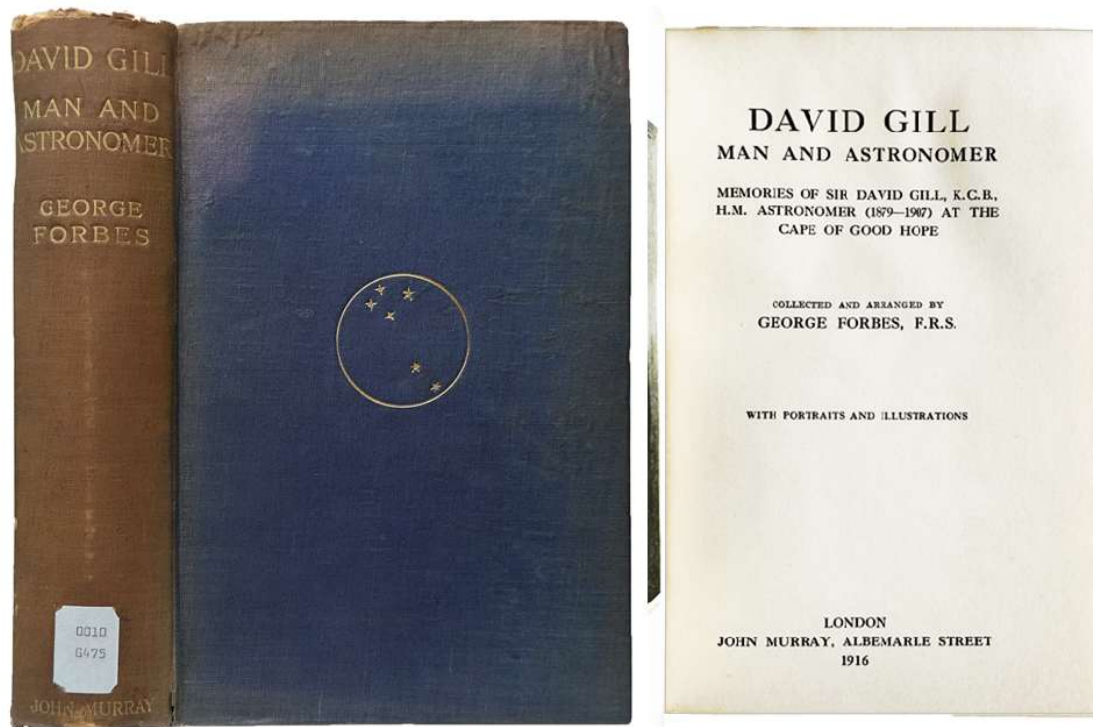 DAVID GILL
MAN AND
ASTRONOMER
GEORGE
FORBES
0010
G475
JOHN MURRAY
DAVID GILL
MAN AND ASTRONOMER
MEMORIES OF SIR DAVID GILL, K.C.B.,
H.M. ASTRONOMER (1879—1907) AT THE
CAPE OF GOOD HOPE
COLLECTED AND ARRANGED BY
GEORGE FORBES, F.R.S.
WITH PORTRAITS AND ILLUSTRATIONS
LONDON
JOHN MURRAY, ALBEMARLE STREET
1916